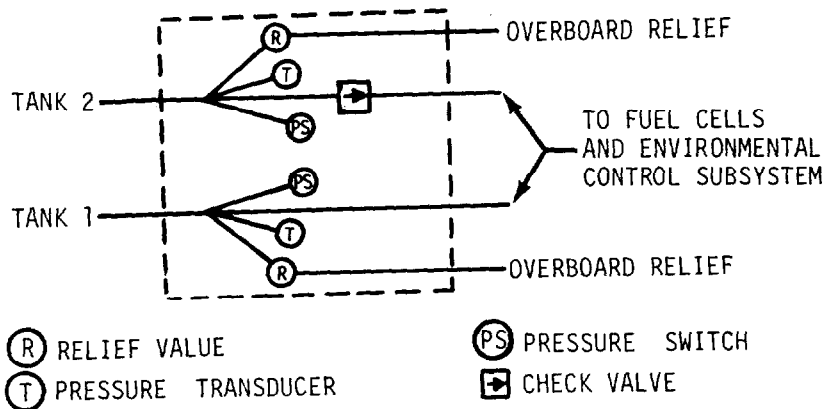 OVERBOARD RELIEF
R
T
TANK 2
PS
TO FUEL CELLS
AND ENVIRONMENTAL
CONTROL SUBSYSTEM
PS
TANK 1
T
R
OVERBOARD RELIEF
R RELIEF VALUE
PS PRESSURE SWITCH
T PRESSURE TRANSDUCER
CHECK VALVE